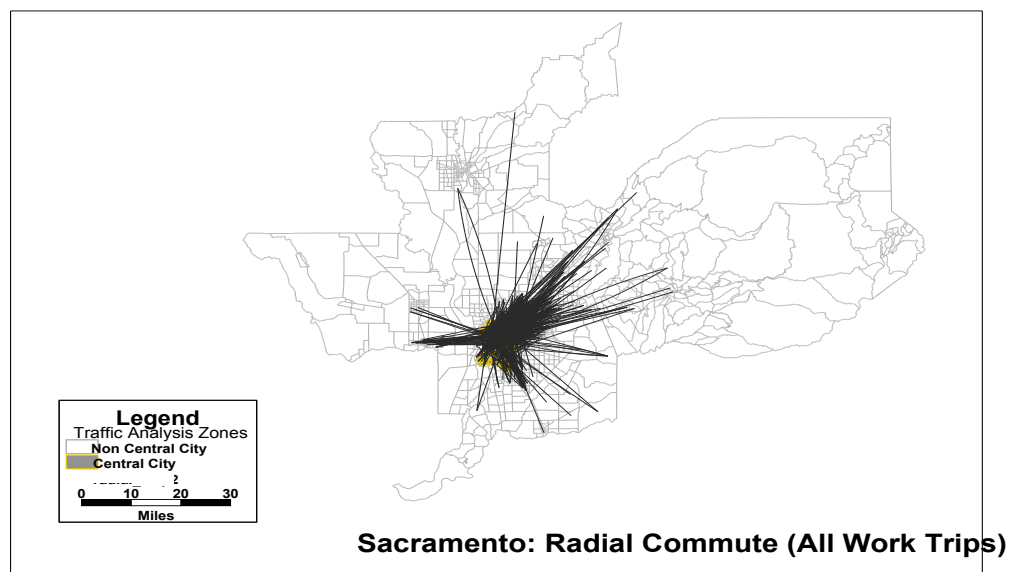 Legend
Traffic Analysis Zones
Non Central City
Central City
0 10 20 30
Miles
Sacramento: Radial Commute (All Work Trips)